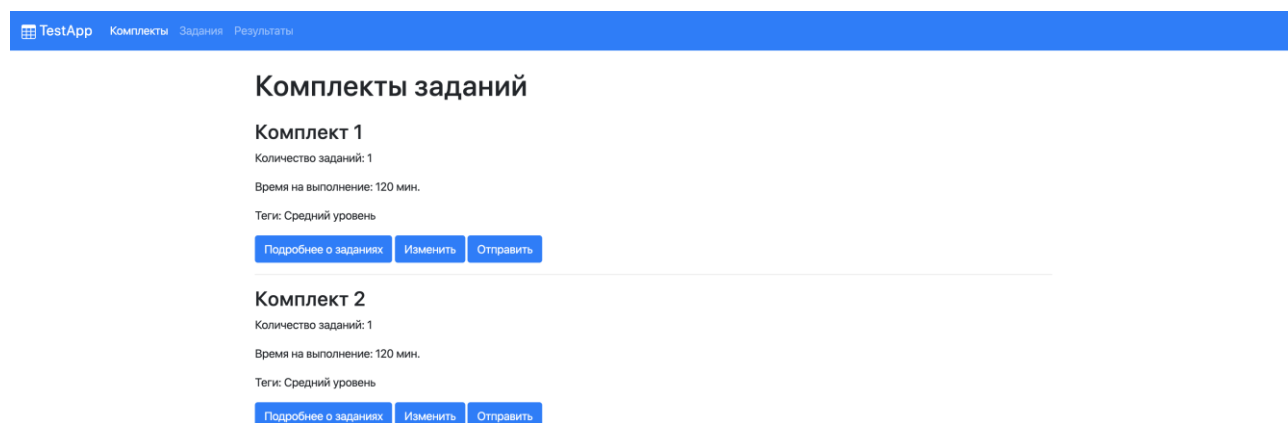 TestApp Комплекты Задания Результаты
Комплекты заданий
Комплект 1
Количество заданий: 1
Время на выполнение: 120 мин.
Теги: Средний уровень
Подробнее о заданиях Изменить Отправить
Комплект 2
Количество заданий: 1
Время на выполнение: 120 мин.
Теги: Средний уровень
Подробнее о заданиях Изменить Отправить